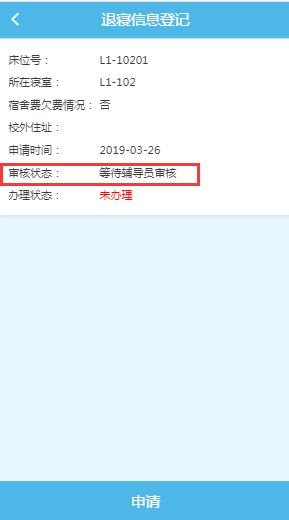 退寝信息登记
床位号： L1-10201
所在寝室： L1-102
宿舍费欠费情况： 否
校外住址：
申请时间： 2019-03-26
审核状态： 等待辅导员审核
办理状态： 未办理
申请